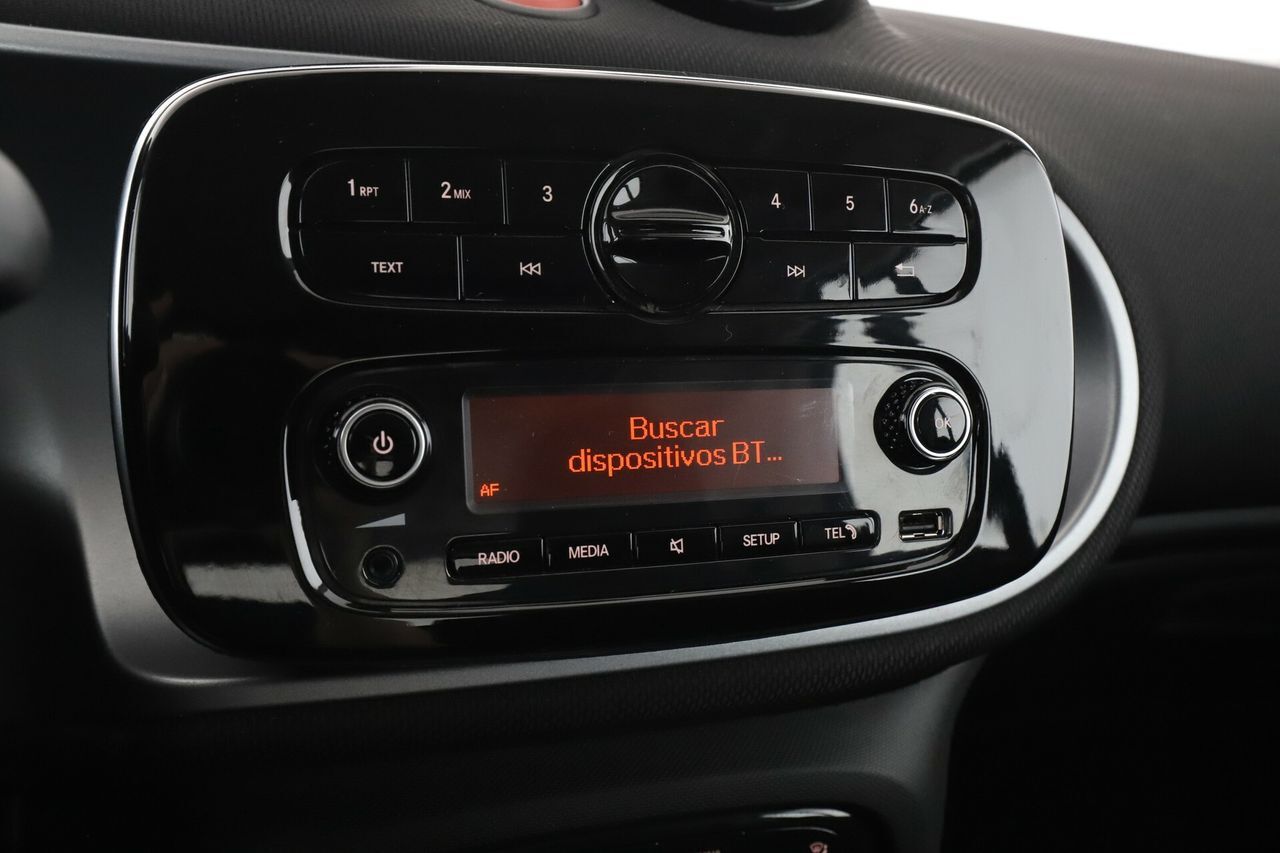 1 RPT
2 MIX
3
4
5
6 A-Z
TEXT
Buscar
dispositivos BT...
AF
OK
RADIO
MEDIA
SETUP
TEL